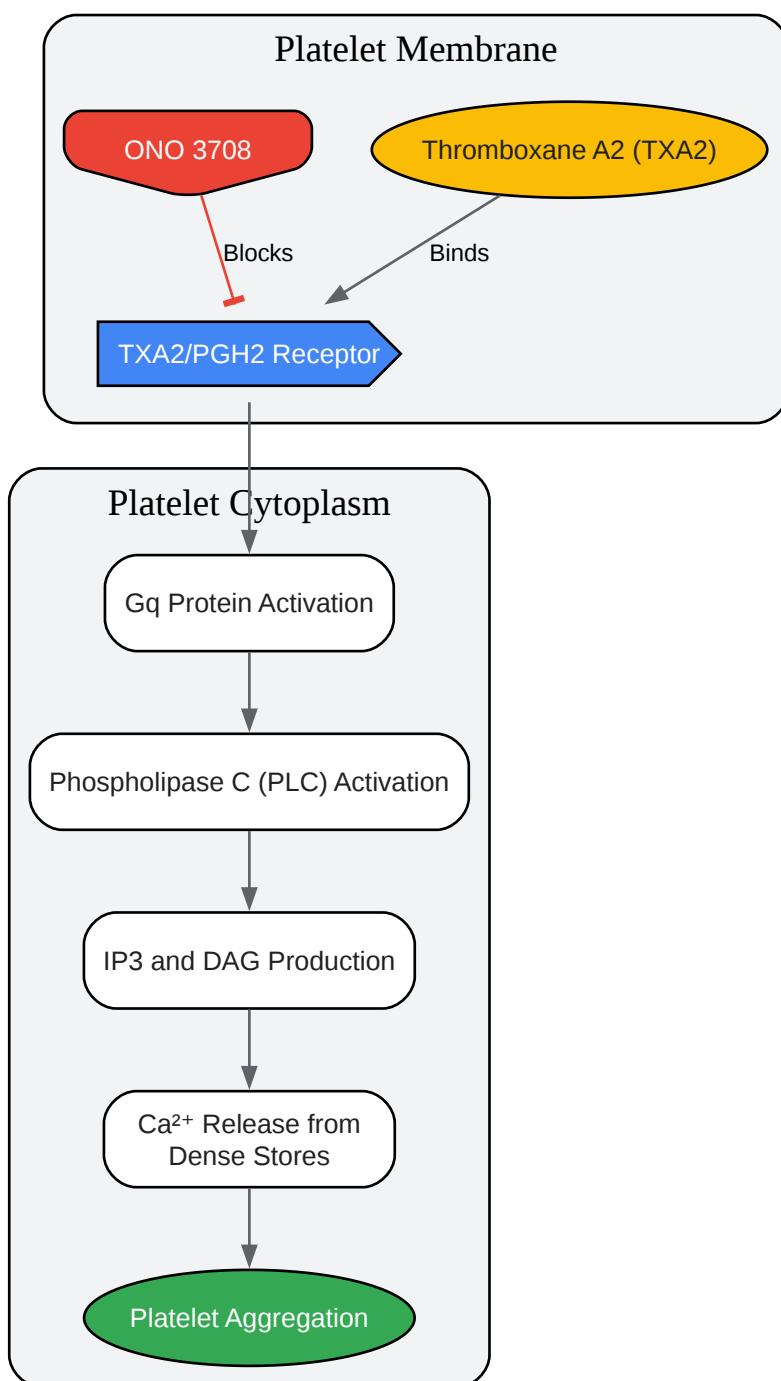 Platelet Membrane
ONO 3708
Thromboxane A2 (TXA2)
Blocks
Binds
TXA2/PGH2 Receptor
Platelet Cytoplasm
Gq Protein Activation
Phospholipase C (PLC) Activation
IP3 and DAG Production
Ca²⁺ Release from
Dense Stores
Platelet Aggregation